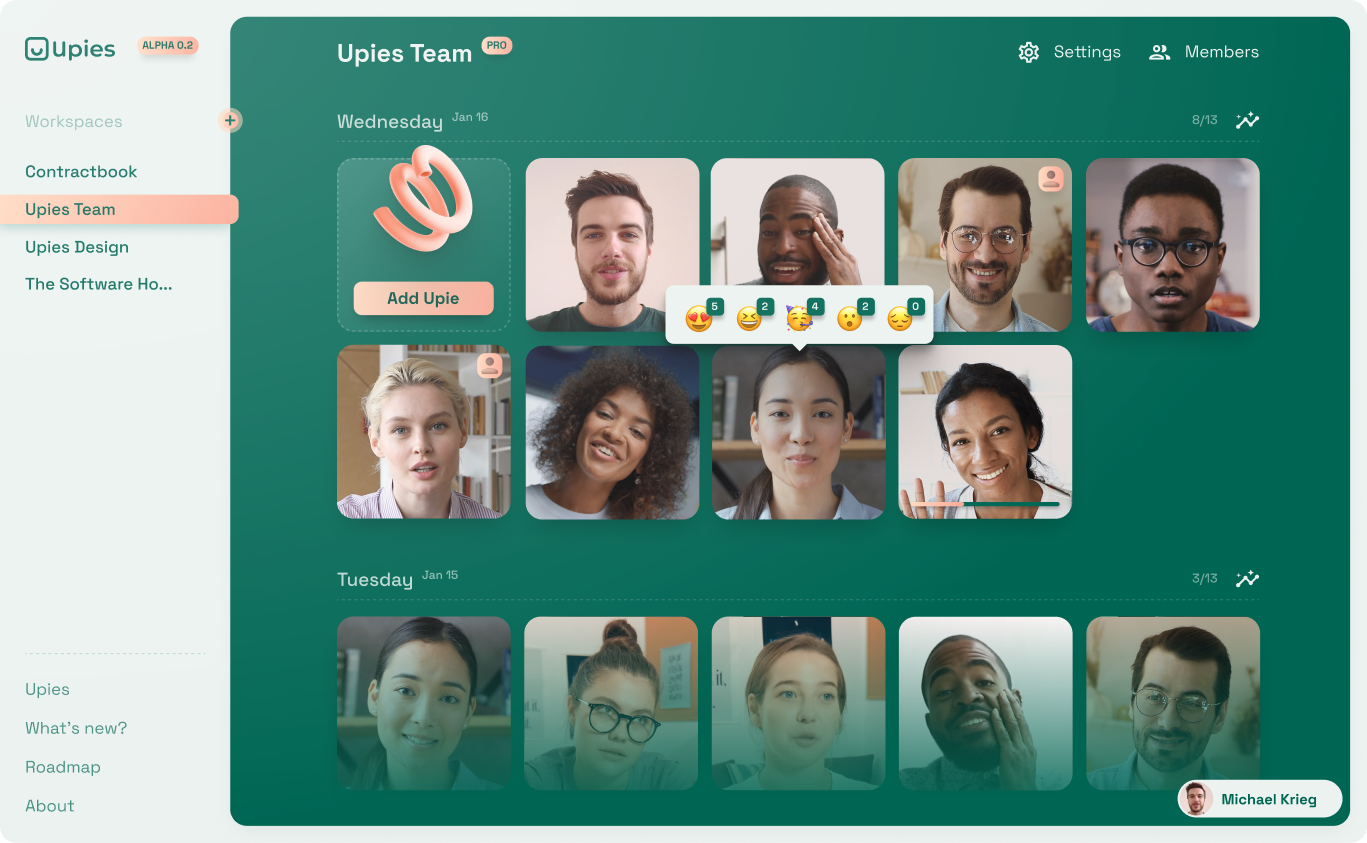 Upies
ALPHA 0.2
Workspaces
Contractbook
Upies Team
Upies Design
The Software Ho...
Upies
What's new?
Roadmap
About
Upies Team PRO
Settings
Members
Wednesday Jan 16
8/13
Add Upie
5 2 4 2 0
Tuesday Jan 15
3/13
it,
Michael Krieg